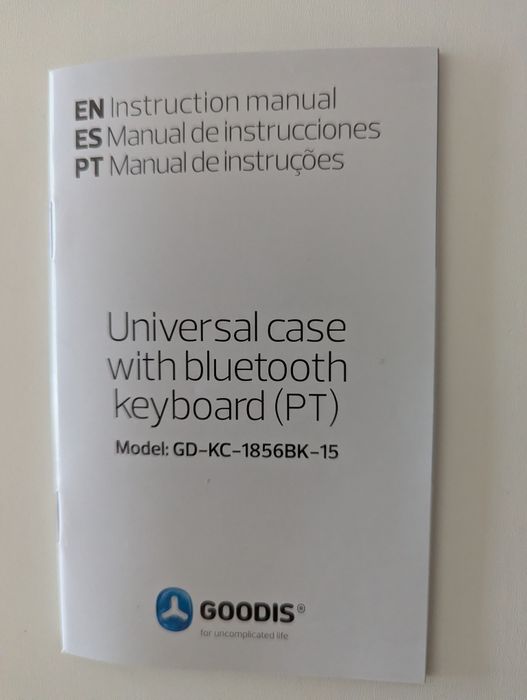 EN Instruction manual
ES Manual de instrucciones
PT Manual de instruções
Universal case
with bluetooth
keyboard (PT)
Model: GD-KC-1856BK-15
GOODIS®
for uncomplicated life